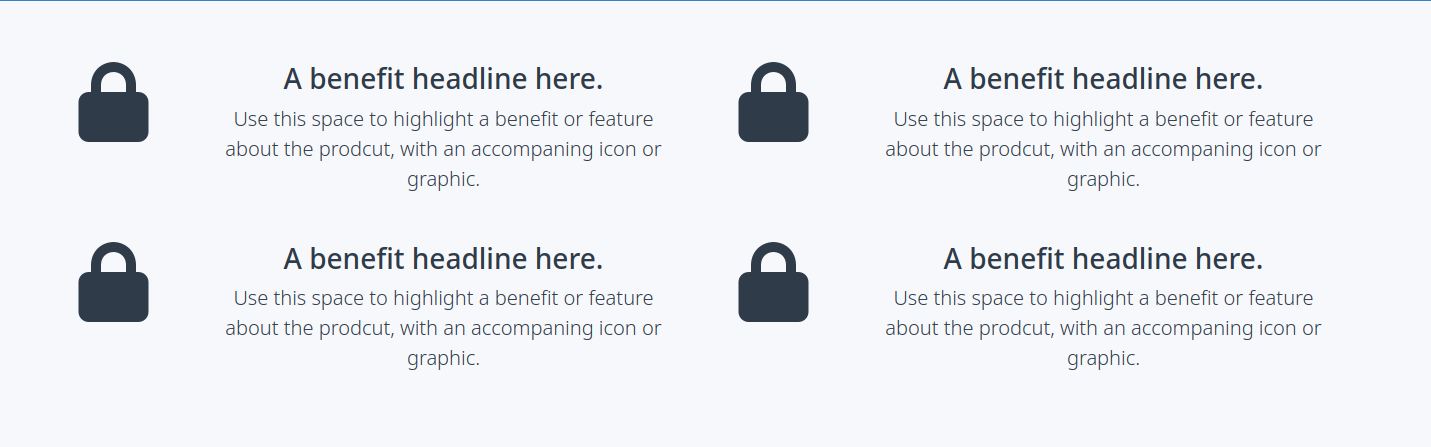 A benefit headline here.
Use this space to highlight a benefit or feature
about the prodcut, with an accompaning icon or
graphic.
A benefit headline here.
Use this space to highlight a benefit or feature
about the prodcut, with an accompaning icon or
graphic.
A benefit headline here.
Use this space to highlight a benefit or feature
about the prodcut, with an accompaning icon or
graphic.
A benefit headline here.
Use this space to highlight a benefit or feature
about the prodcut, with an accompaning icon or
graphic.